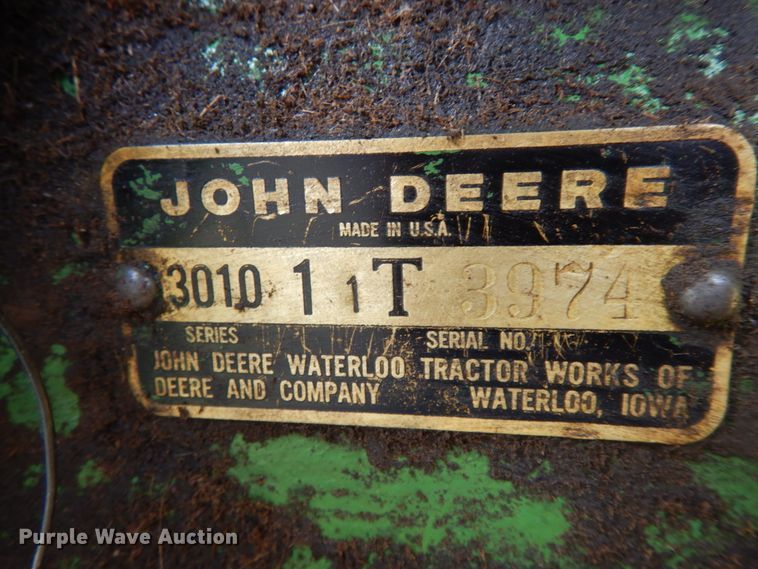 JOHN DEERE
MADE IN U.S.A.
3010 1 1T 3974
SERIES SERIAL NO.
JOHN DEERE WATERLOO TRACTOR WORKS OF
DEERE AND COMPANY WATERLOO, IOWA
Purple Wave Auction